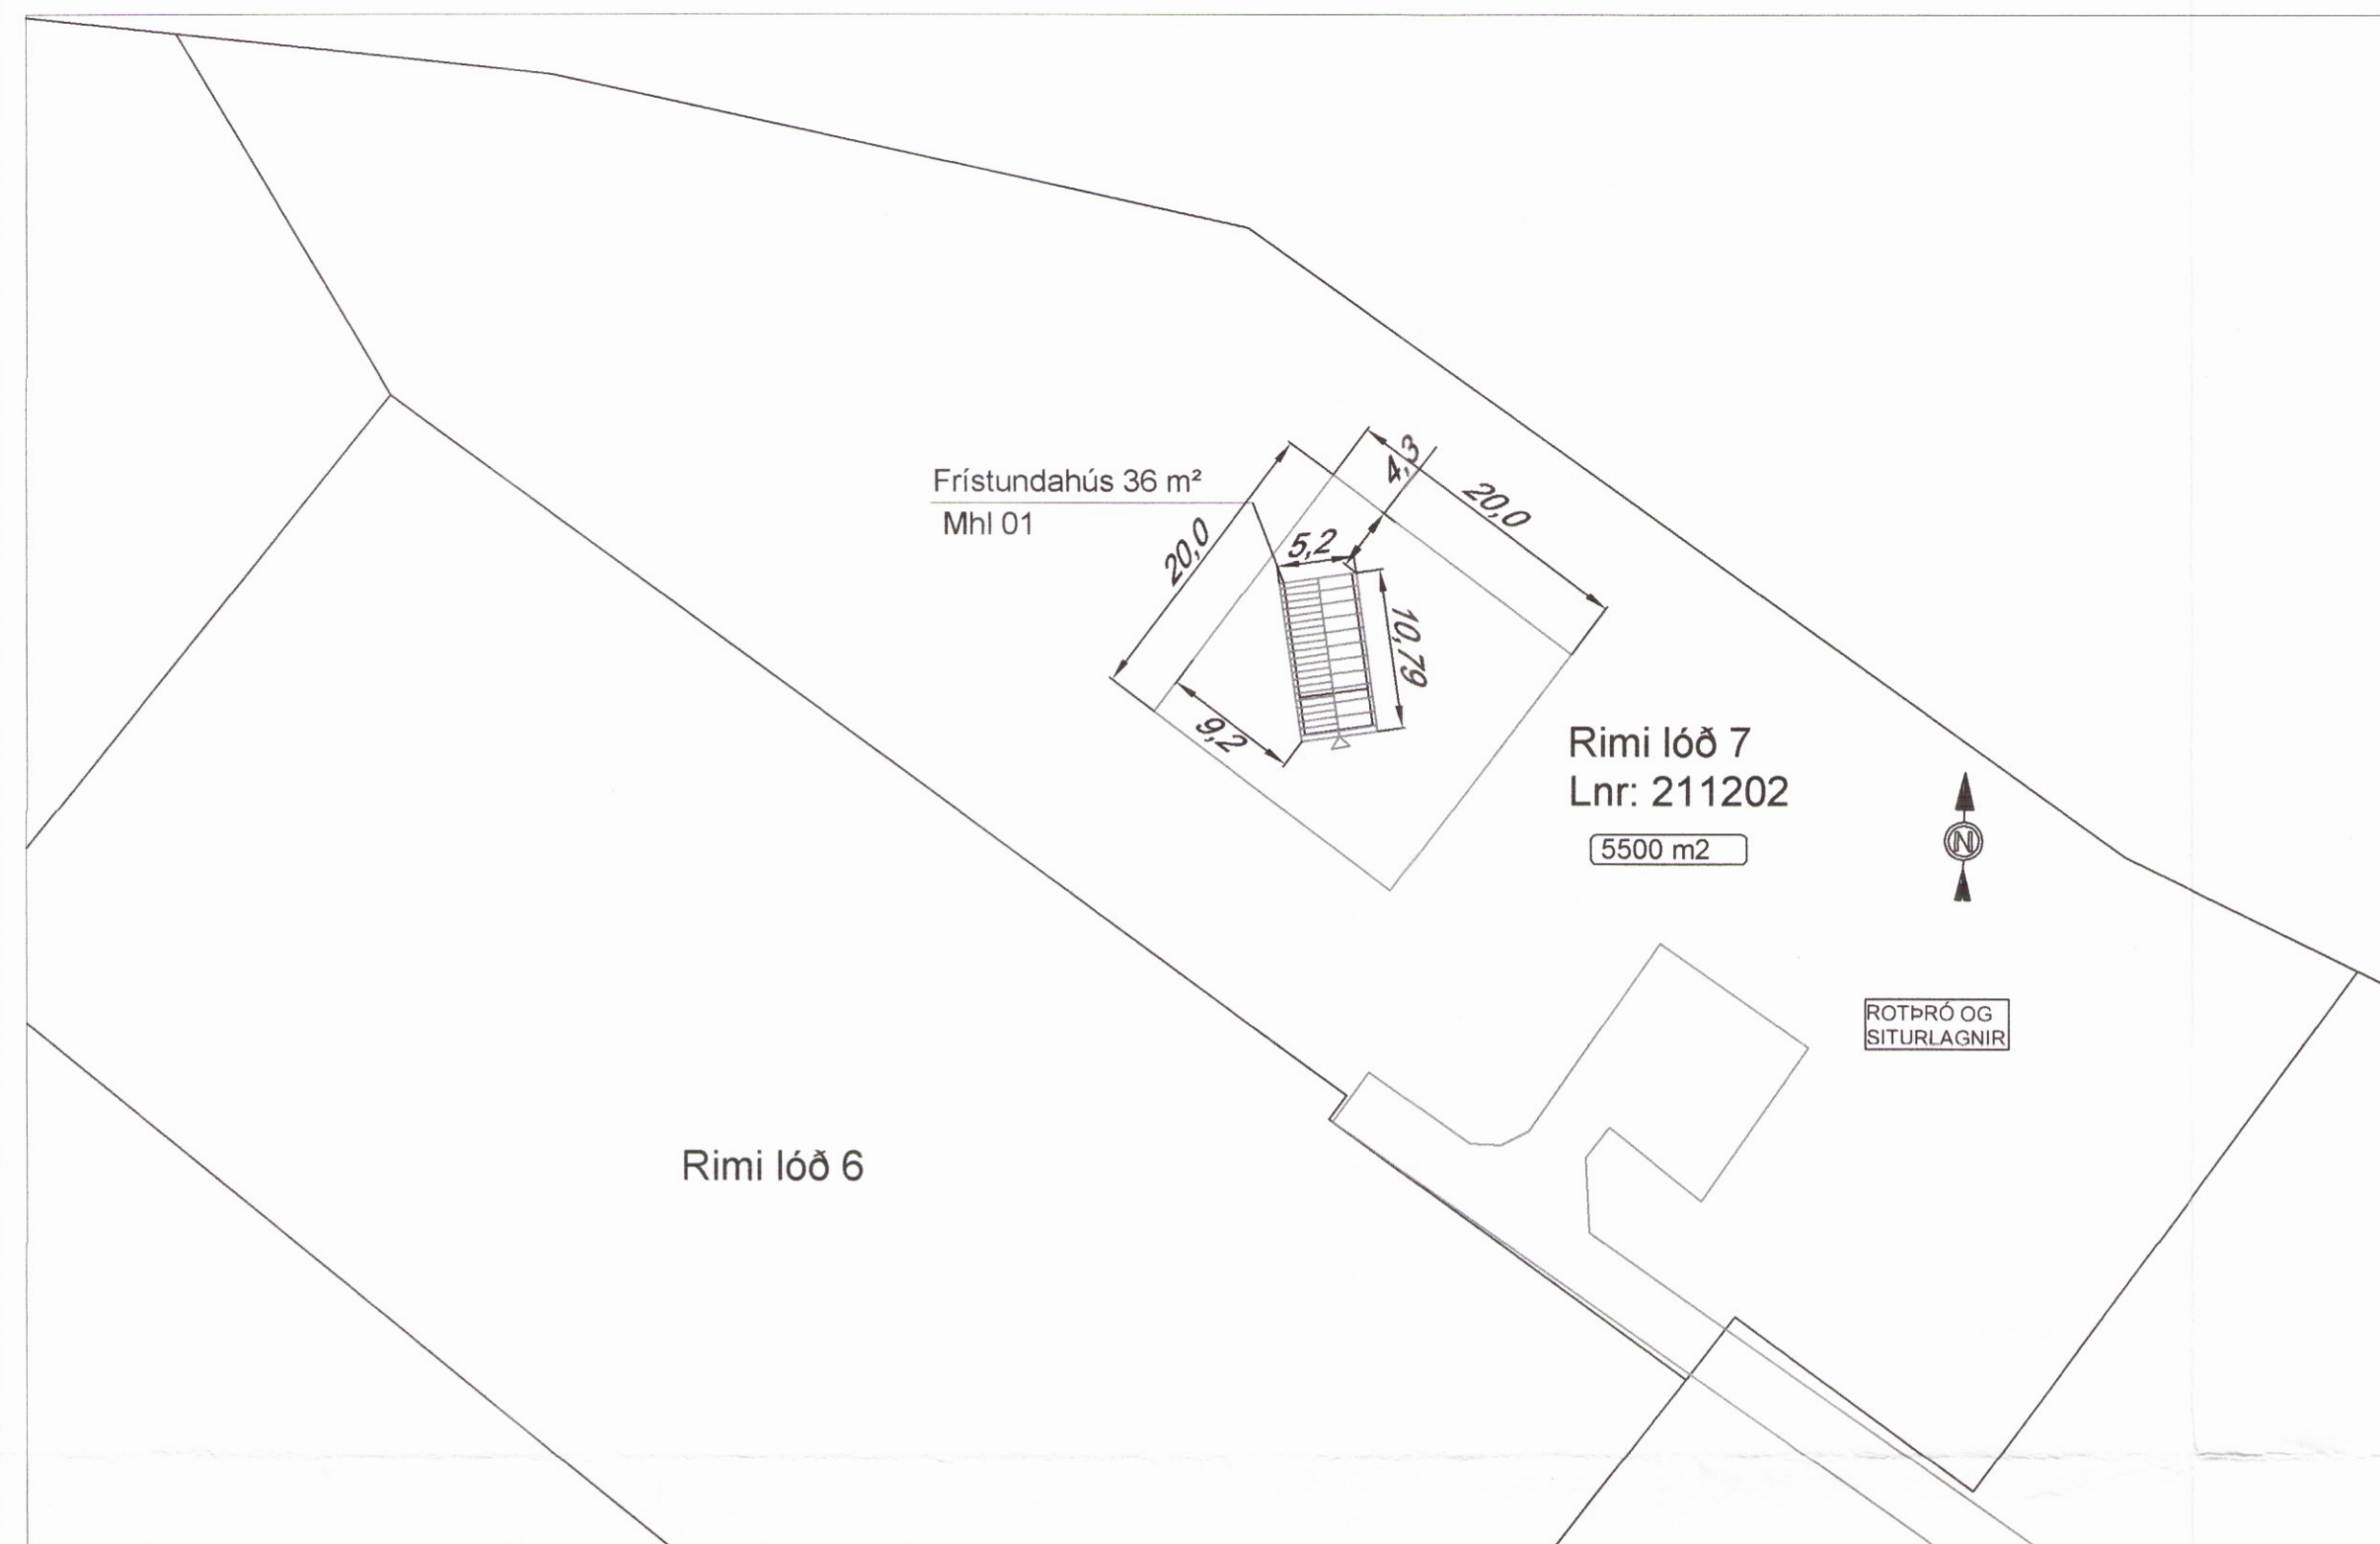 Frístundahús 36 m²
Mhl 01
4,3
20,0
20,0
5,2
10,79
9,2
Rimi lóð 7
Lnr: 211202
5500 m2
N
ROTÞRÓ OG
SITURLAGNIR
Rimi lóð 6